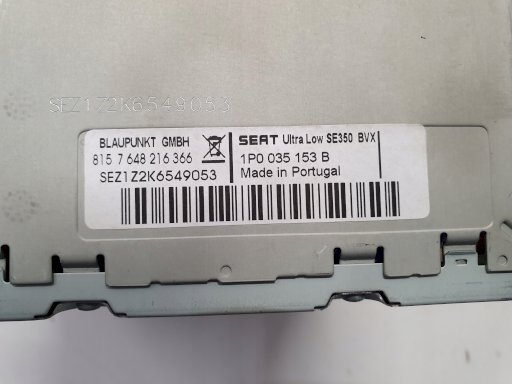 SEZ1Z2K6549053
BLAUPUNKT GMBH
815 7 648 216 366
SEZ1Z2K6549053
SEAT Ultra Low SE350 BVX
1P0 035 153 B
Made in Portugal